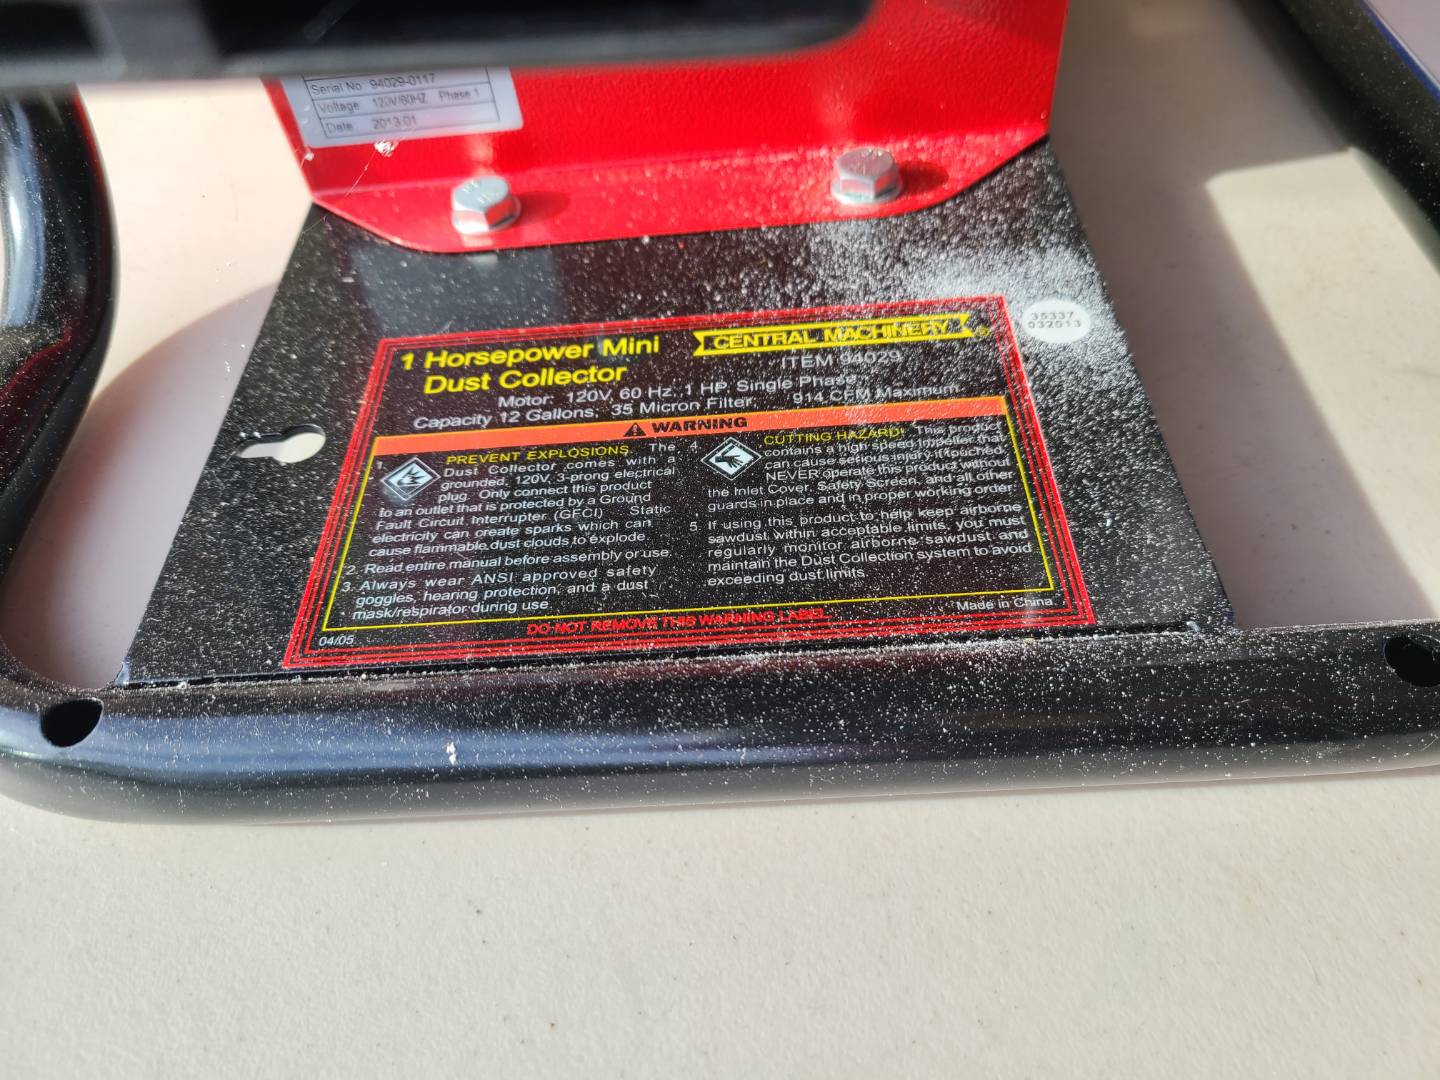 Serial No 94029-0117
Voltage 120V/60HZ Phase 1
Date 2013 01
35337
032013
1 Horsepower Mini
Dust Collector
CENTRAL MACHINERY
ITEM 94029
Motor: 120V, 60 Hz, 1 HP, Single Phase
Capacity 12 Gallons; 35 Micron Filter; 914 CFM Maximum
WARNING
1. PREVENT EXPLOSIONS. The
Dust Collector comes with a
grounded, 120V, 3-prong electrical
plug. Only connect this product
to an outlet that is protected by a Ground
Fault Circuit Interrupter (GFCI). Static
electricity can create sparks which can
cause flammable dust clouds to explode.
2. Read entire manual before assembly or use.
3. Always wear ANSI approved safety
goggles, hearing protection, and a dust
mask/respirator during use.
4. CUTTING HAZARD! This product
contains a high speed impeller that
can cause serious injury if touched.
NEVER operate this product without
the Inlet Cover, Safety Screen, and all other
guards in place and in proper working order.
5. If using this product to help keep airborne
sawdust within acceptable limits, you must
regularly monitor airborne sawdust and
maintain the Dust Collection system to avoid
exceeding dust limits.
04/05
DO NOT REMOVE THIS WARNING LABEL
Made in China